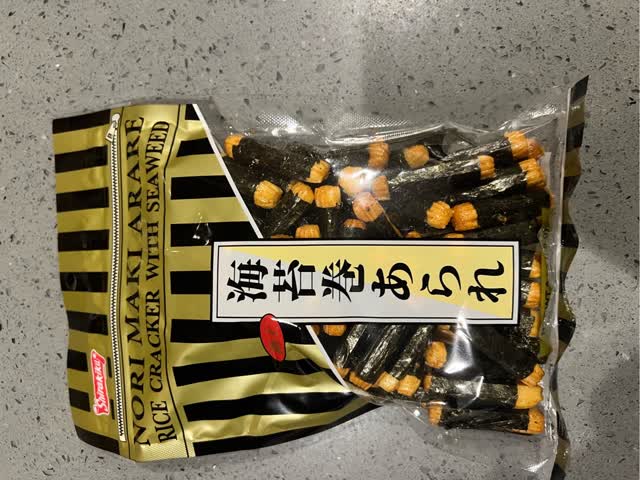 Shirakiku
NORI MAKI ARARE
RICE CRACKER WITH SEAWEED
海苔巻あられ